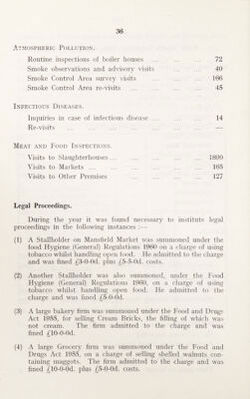 36
ATMOSPHERIC POLLUTION.
Routine inspections of boiler houses ... ... ... 72
Smoke observations and advisory visits ... ... 40
Smoke Control Area survey visits ... ... ... 166
Smoke Control Area re-visits ... ... ... ... 45
INFECTIOUS DISEASES.
Inquiries in case of infectious disease ... ... ... 14
Re-visits ... ... ... ... ... ... —
MEAT AND FOOD INSPECTIONS.
Visits to Slaughterhouses ... ... ... ... 1800
Visits to Markets ... ... ... ... ... 165
Visits to Other Premises ... ... ... ... 127
Legal Proceedings.
During the year it was found necessary to institute legal
proceedings in the following instances :—
(1) A Stallholder on Mansfield Market was summoned under the
food Hygiene (General) Regulations 1960 on a charge of using
tobacco whilst handling open food. He admitted to the charge
and was fined £3-0-0d. plus £5-5-0d. costs.
(2) Another Stallholder was also summoned, under the Food
Hygiene (General) Regulations 1960, on a charge of using
tobacco whilst handling open food. He admitted to the
charge and was fined £5-0-0d.
(3) A large bakery firm was summoned under the Food and Drugs
Act 1955, for selling Cream Bricks, the filling of which was
not cream. The firm admitted to the charge and was
fined £10-0-0d.
(4) A large Grocery firm was summoned under the Food and
Drugs Act 1955, on a charge of selling shelled walnuts con-
taining maggots. The firm admitted to the charge and was
fined £10-0-0d. plus £5-0-0d. costs.